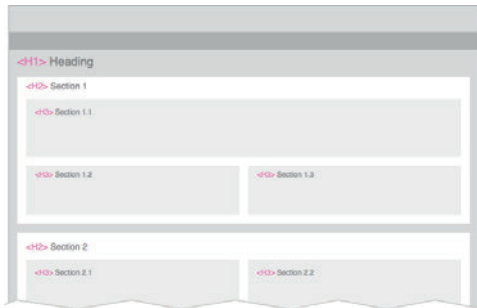 <H1> Heading
<H2> Section 1
<H3> Section 1.1
<H3> Section 1.2
<H3> Section 1.3
<H2> Section 2
<H3> Section 2.1
<H3> Section 2.2